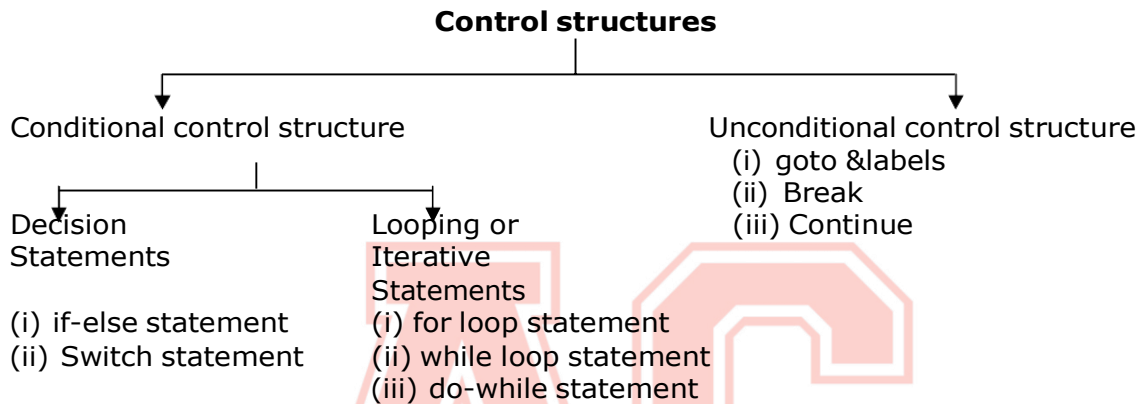 Control structures
Conditional control structure
Decision
Statements
(i) if-else statement
(ii) Switch statement
Looping or
Iterative
Statements
(i) for loop statement
(ii) while loop statement
(iii) do-while statement
Unconditional control structure
(i) goto &labels
(ii) Break
(iii) Continue